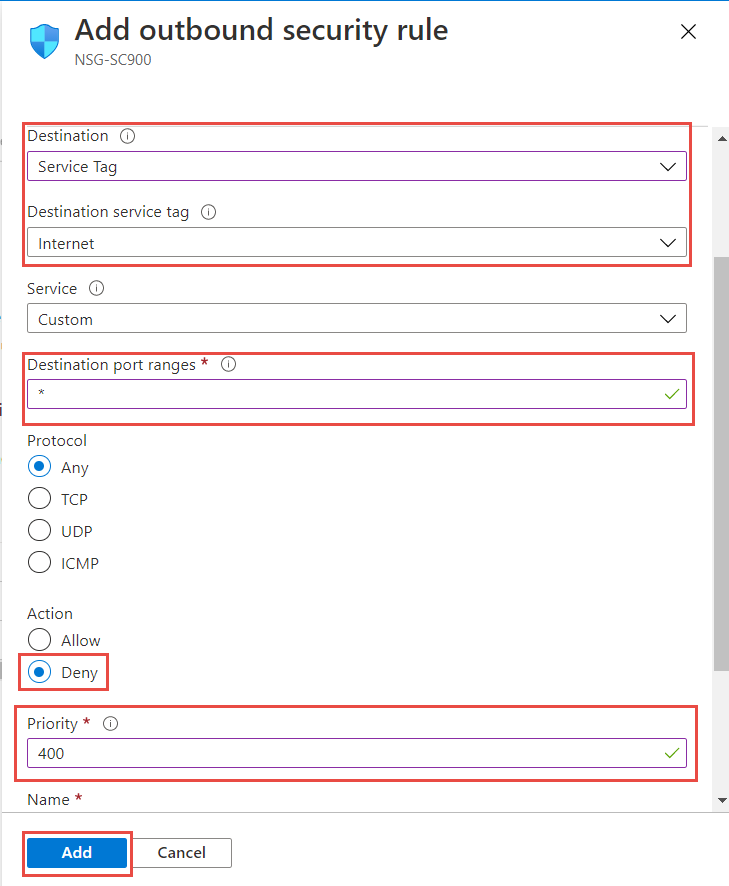 Add outbound security rule
NSG-SC900
Destination
Service Tag
Destination service tag
Internet
Service
Custom
Destination port ranges *
*
Protocol
Any
TCP
UDP
ICMP
Action
Allow
Deny
Priority *
400
Name *
Add Cancel